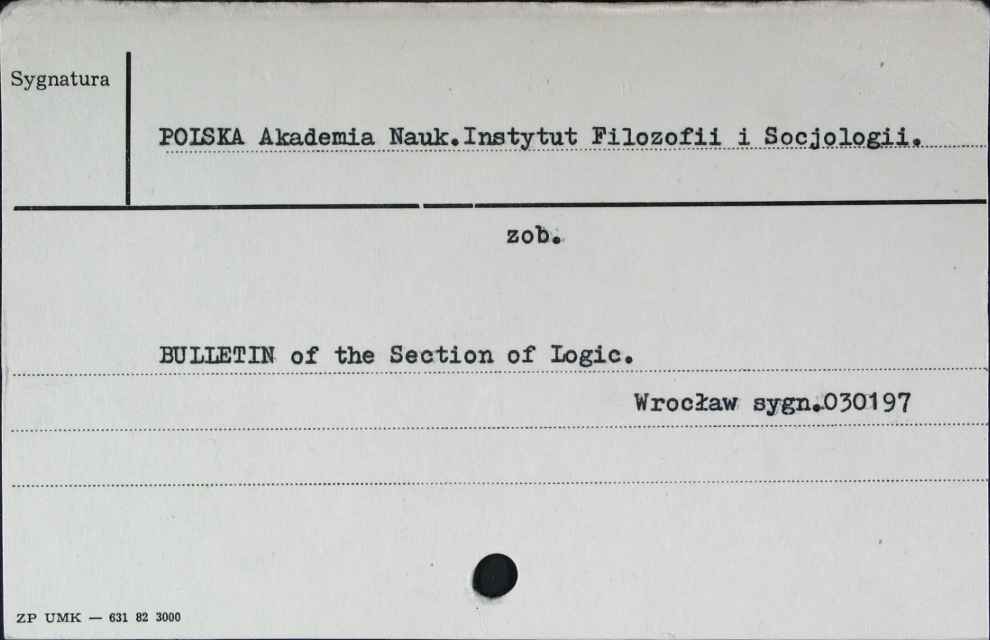 Sygnatura
POLSKA Akademia Nauk.Instytut Filozofii i Socjologii.
zob.
BULLETIN of the Section of Logic.
Wrocław sygn.030197
ZP UMK — 631 82 3000